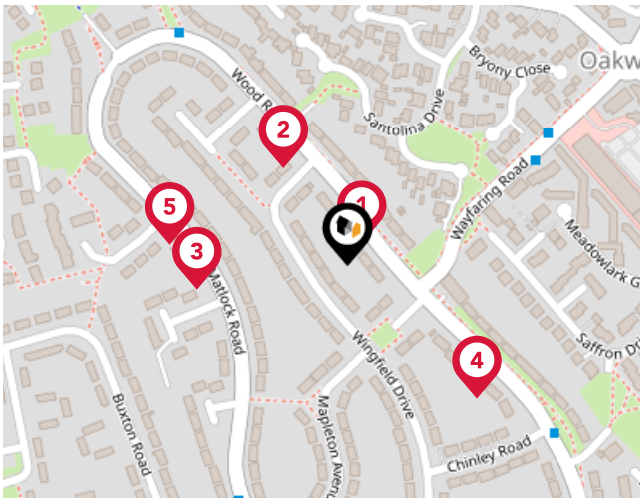 Oakw
Bryony Close
Wood R
Santolina Drive
2
Wayfaring Road
5
1
3
Meadowlark G
Matlock Road
Saffron Dri
Wingfield Drive
4
Buxton Road
Mapleton Avenu
Chinley Road